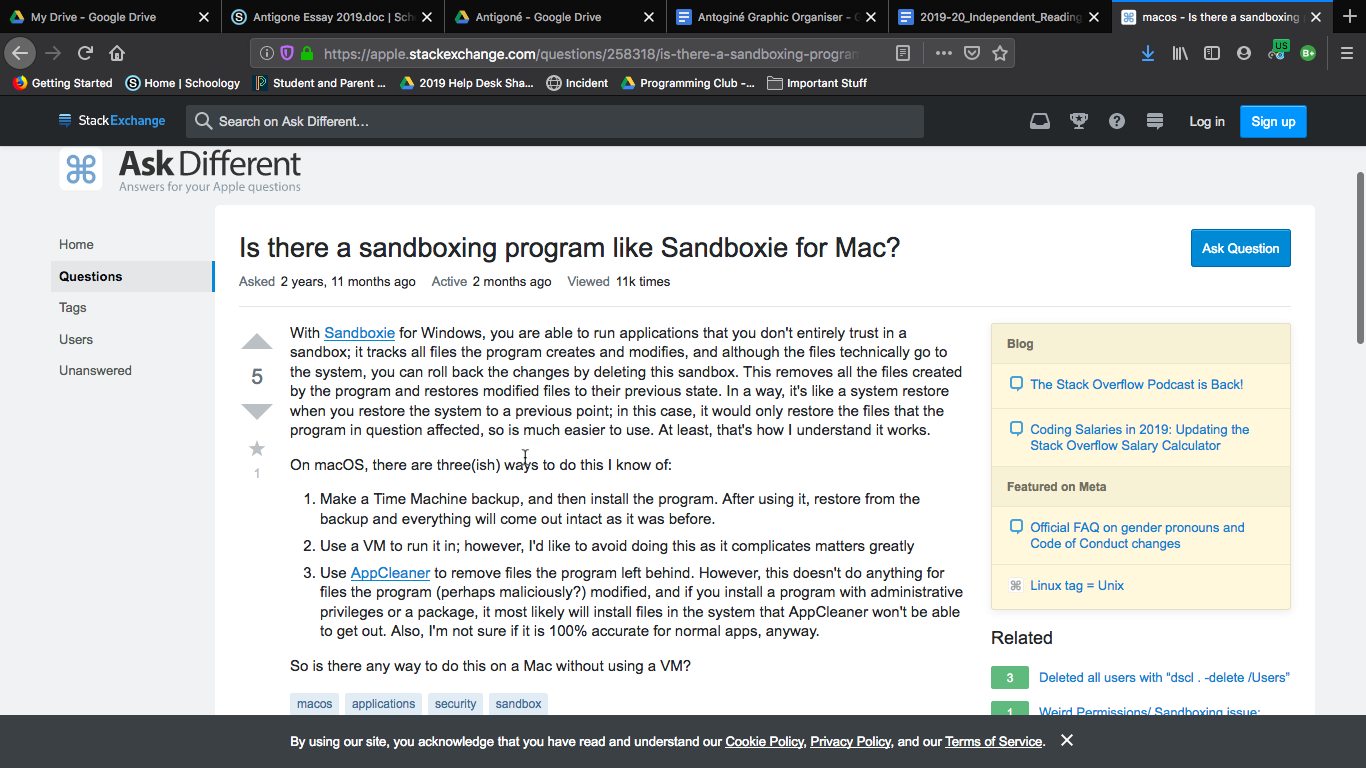 My Drive - Google Drive
Antigone Essay 2019.doc | Sch
Antigoné - Google Drive
Antoginé Graphic Organiser - G
2019-20_Independent_Reading
macos - Is there a sandboxing
https://apple.stackexchange.com/questions/258318/is-there-a-sandboxing-program
US
B+
Getting Started
Home | Schoology
Student and Parent ...
2019 Help Desk Sha...
Incident
Programming Club -...
Important Stuff
StackExchange
Search on Ask Different...
Log in
Sign up
Ask Different
Answers for your Apple questions
Home
Questions
Tags
Users
Unanswered
Is there a sandboxing program like Sandboxie for Mac?
Ask Question
Asked 2 years, 11 months ago Active 2 months ago Viewed 11k times
5
1
With Sandboxie for Windows, you are able to run applications that you don't entirely trust in a
sandbox; it tracks all files the program creates and modifies, and although the files technically go to
the system, you can roll back the changes by deleting this sandbox. This removes all the files created
by the program and restores modified files to their previous state. In a way, it's like a system restore
when you restore the system to a previous point; in this case, it would only restore the files that the
program in question affected, so is much easier to use. At least, that's how I understand it works.
On macOS, there are three(ish) ways to do this I know of:
1. Make a Time Machine backup, and then install the program. After using it, restore from the
backup and everything will come out intact as it was before.
2. Use a VM to run it in; however, I'd like to avoid doing this as it complicates matters greatly
3. Use AppCleaner to remove files the program left behind. However, this doesn't do anything for
files the program (perhaps maliciously?) modified, and if you install a program with administrative
privileges or a package, it most likely will install files in the system that AppCleaner won't be able
to get out. Also, I'm not sure if it is 100% accurate for normal apps, anyway.
So is there any way to do this on a Mac without using a VM?
macos applications security sandbox
Blog
The Stack Overflow Podcast is Back!
Coding Salaries in 2019: Updating the
Stack Overflow Salary Calculator
Featured on Meta
Official FAQ on gender pronouns and
Code of Conduct changes
Linux tag = Unix
Related
3 Deleted all users with "dscl . -delete /Users"
1 Weird Permissions/ Sandboxing issue:
By using our site, you acknowledge that you have read and understand our Cookie Policy, Privacy Policy, and our Terms of Service.